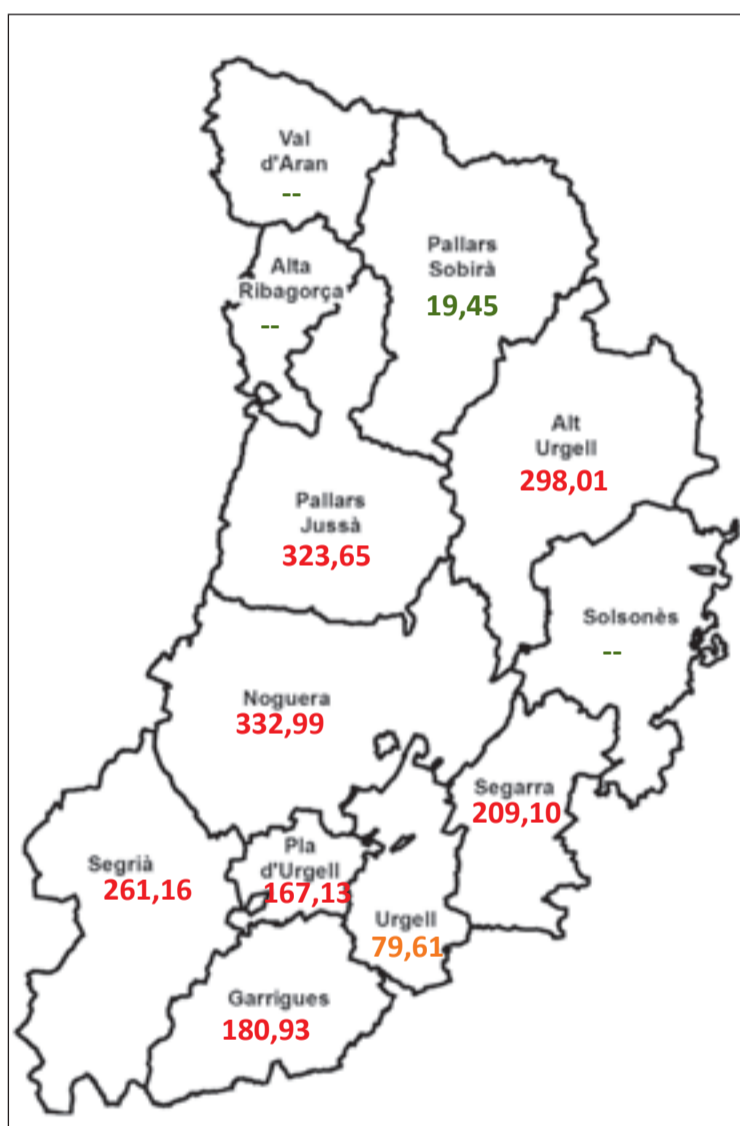 Val
d'Aran
--
Pallars
Sobirà
19,45
Alta
Ribagorça
--
Alt
Urgell
298,01
Pallars
Jussà
323,65
Solsonès
--
Noguera
332,99
Segarra
209,10
Pla
d'Urgell
167,13
Segrià
261,16
Urgell
79,61
Garrigues
180,93